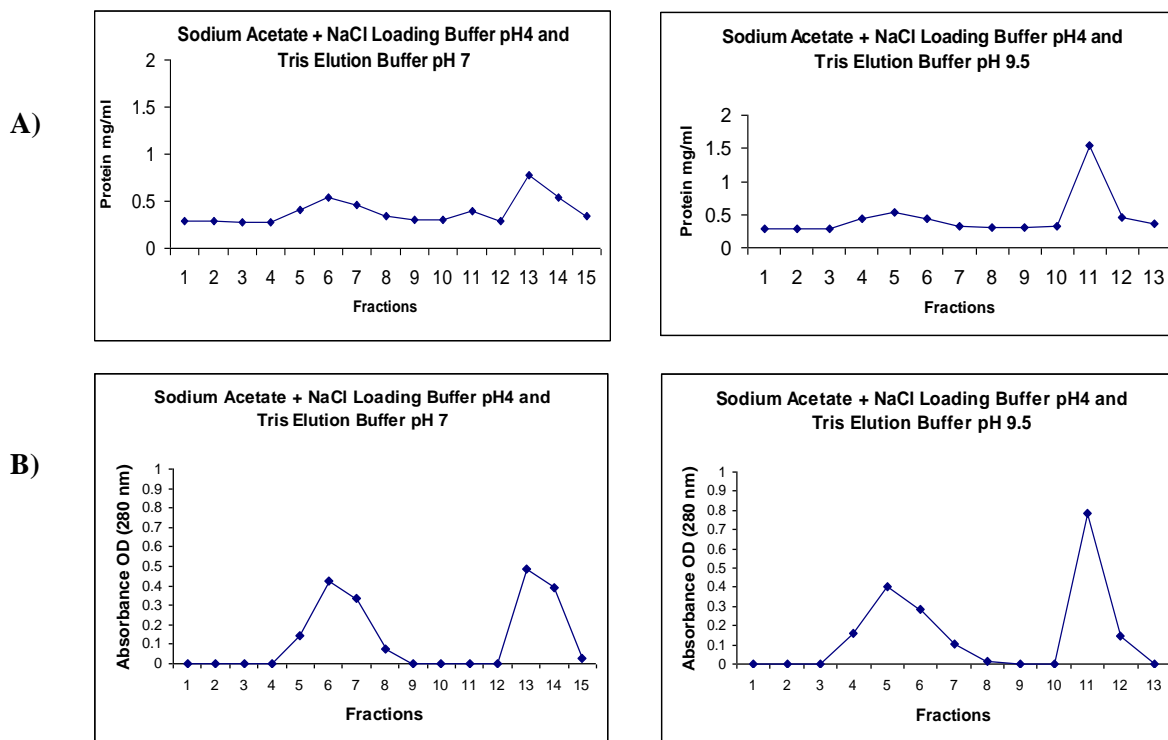 A)
Sodium Acetate + NaCl Loading Buffer pH4 and
Tris Elution Buffer pH 7
Protein mg/ml
2
1.5
1
0.5
0
1 2 3 4 5 6 7 8 9 10 11 12 13 14 15
Fractions
Sodium Acetate + NaCl Loading Buffer pH4 and
Tris Elution Buffer pH 9.5
Protein mg/ml
2
1.5
1
0.5
0
1 2 3 4 5 6 7 8 9 10 11 12 13
Fractions
B)
Sodium Acetate + NaCl Loading Buffer pH4 and
Tris Elution Buffer pH 7
Absorbance OD (280 nm)
1
0.9
0.8
0.7
0.6
0.5
0.4
0.3
0.2
0.1
0
1 2 3 4 5 6 7 8 9 10 11 12 13 14 15
Fractions
Sodium Acetate + NaCl Loading Buffer pH4 and
Tris Elution Buffer pH 9.5
Absorbance OD (280 nm)
1
0.9
0.8
0.7
0.6
0.5
0.4
0.3
0.2
0.1
0
1 2 3 4 5 6 7 8 9 10 11 12 13
Fractions